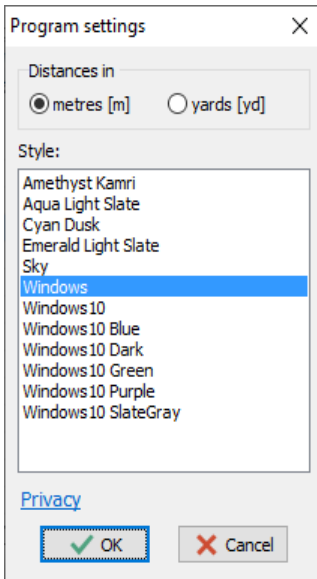 Program settings
Distances in
metres [m]
yards [yd]
Style:
Amethyst Kamri
Aqua Light Slate
Cyan Dusk
Emerald Light Slate
Sky
Windows
Windows10
Windows10 Blue
Windows10 Dark
Windows10 Green
Windows10 Purple
Windows10 SlateGray
Privacy
OK
Cancel